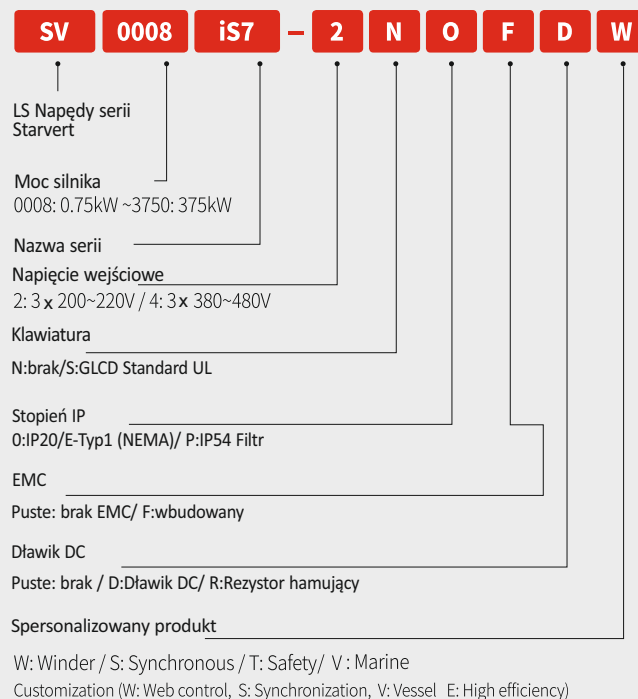 SV 0008 iS7 – 2 N O F D W
LS Napędy serii
Starvert
Moc silnika
0008: 0.75kW ~3750: 375kW
Nazwa serii
Napięcie wejściowe
2: 3 x 200~220V / 4: 3 x 380~480V
Klawiatura
N:brak/S:GLCD Standard UL
Stopień IP
0:IP20/E-Typ1 (NEMA)/ P:IP54 Filtr
EMC
Puste: brak EMC/ F:wbudowany
Dławik DC
Puste: brak / D:Dławik DC/ R:Rezystor hamujący
Spersonalizowany produkt
W: Winder / S: Synchronous / T: Safety/ V : Marine
Customization (W: Web control, S: Synchronization, V: Vessel E: High efficiency)